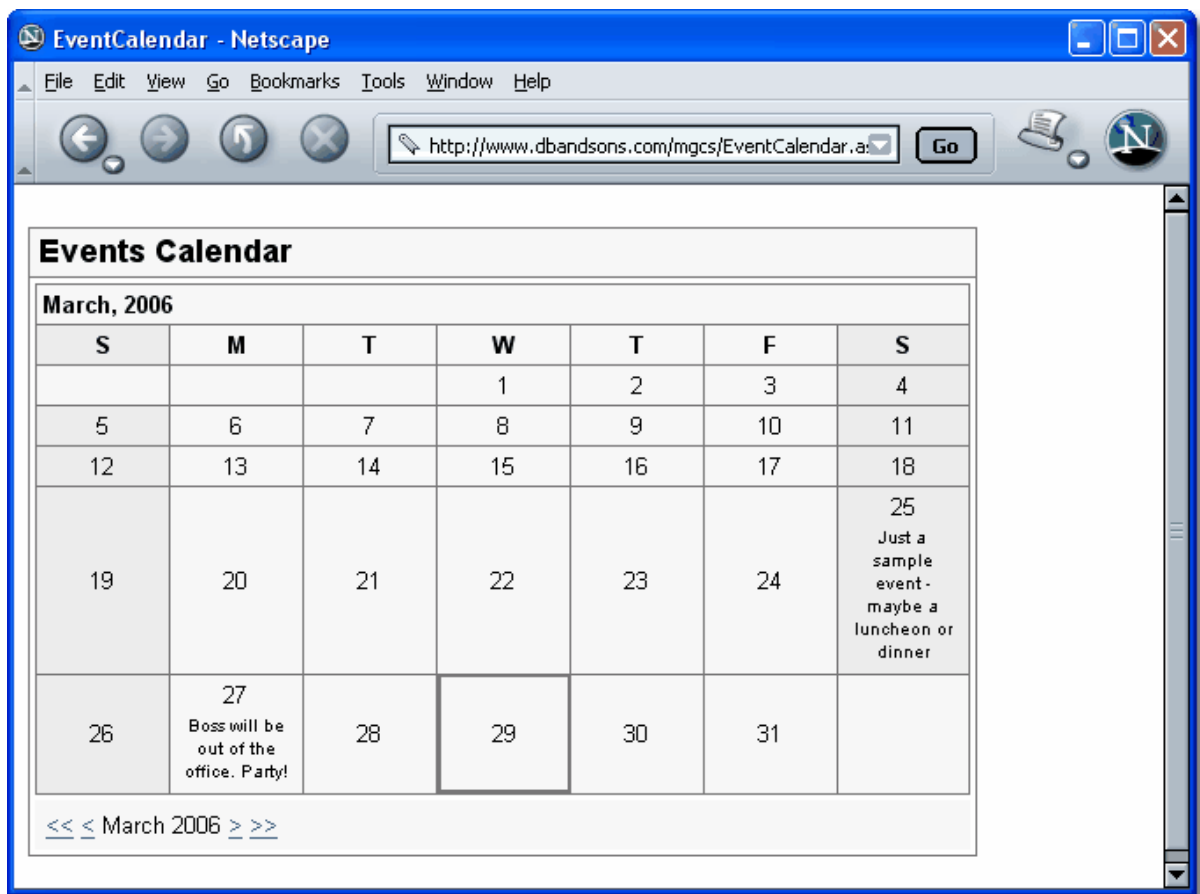 EventCalendar - Netscape
File Edit View Go Bookmarks Tools Window Help
http://www.dbandsons.com/mgcs/EventCalendar.as Go
N
Events Calendar
March, 2006
S M T W T F S
1 2 3 4
5 6 7 8 9 10 11
12 13 14 15 16 17 18
19 20 21 22 23 24 25
Just a
sample
event -
maybe a
luncheon or
dinner
26 27 28 29 30 31
Boss will be
out of the
office. Party!
<< < March 2006 > >>